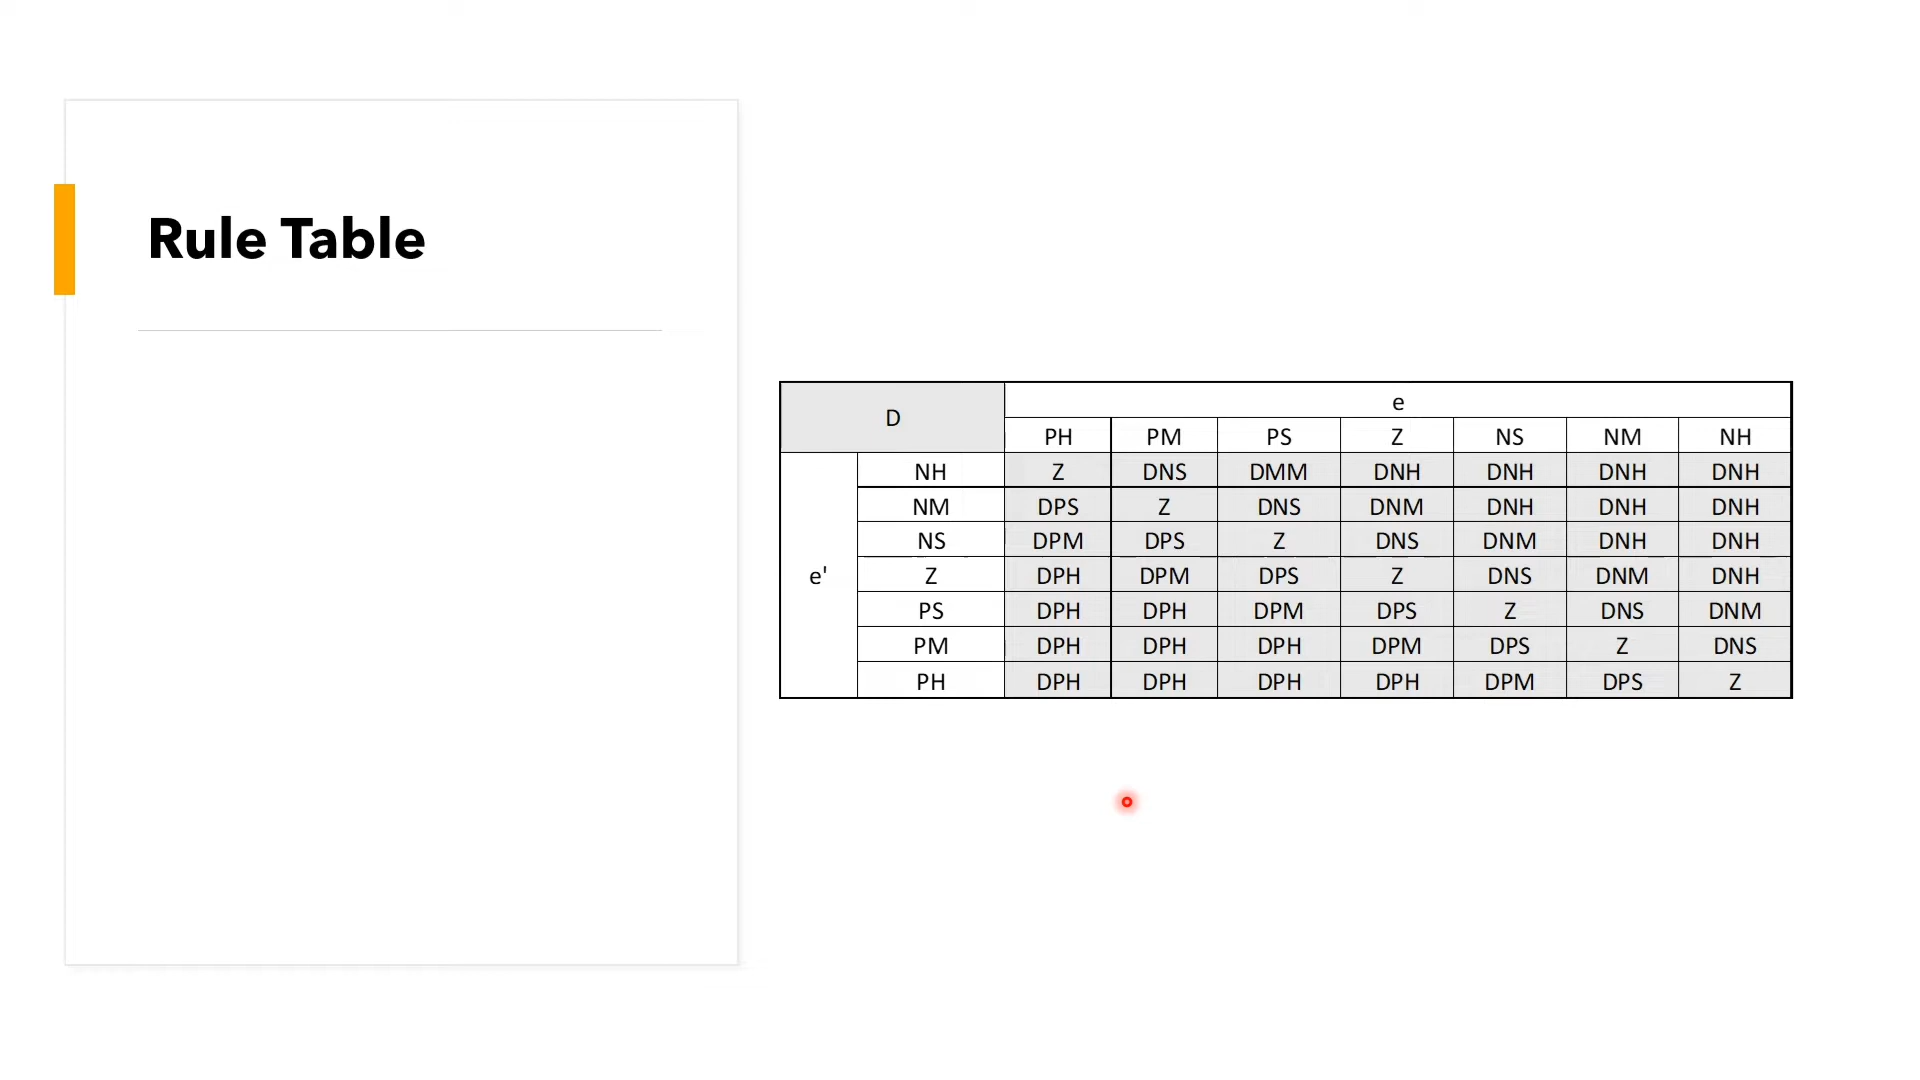 Rule Table
D e
PH PM PS Z NS NM NH
e' NH Z DNS DMM DNH DNH DNH DNH
NM DPS Z DNS DNM DNH DNH DNH
NS DPM DPS Z DNS DNM DNH DNH
Z DPH DPM DPS Z DNS DNM DNH
PS DPH DPH DPM DPS Z DNS DNM
PM DPH DPH DPH DPM DPS Z DNS
PH DPH DPH DPH DPH DPM DPS Z